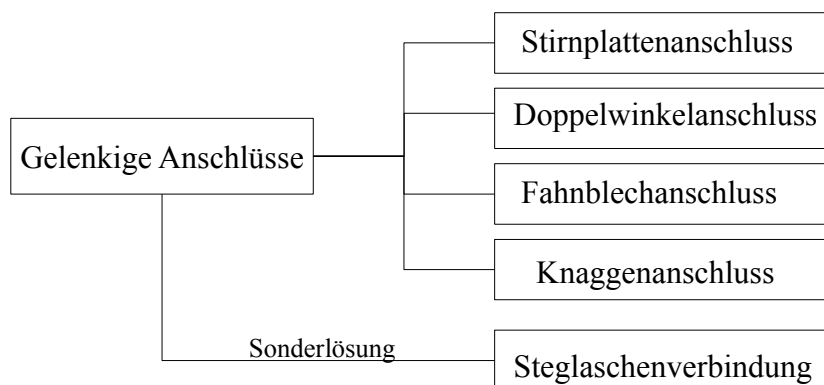 Stirnplattenanschluss
Doppelwinkelanschluss
Gelenkige Anschlüsse
Fahnblechanschluss
Knaggenanschluss
Sonderlösung
Steglaschenverbindung